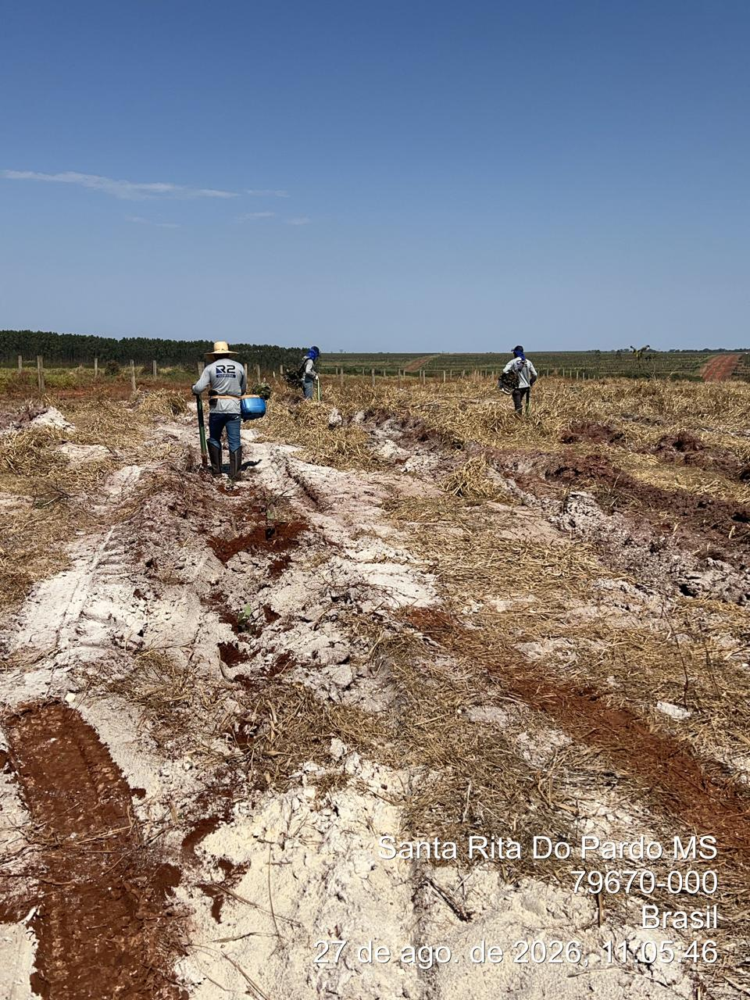 R2
Santa Rita Do Pardo MS
79670-000
Brasil
27 de ago. de 2026, 11:05:46